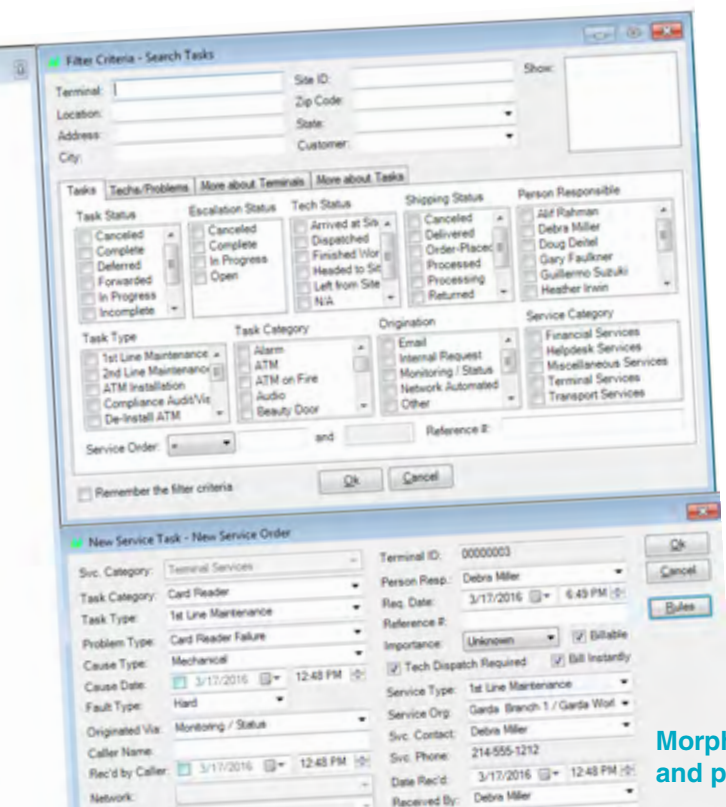 Filter Criteria - Search Tasks
Terminal: Site ID: Show:
Location: Zip Code:
Address: State:
City: Customer:
Tasks Techs/Problems More about Terminals More about Tasks
Task Status Escalation Status Tech Status Shipping Status Person Responsible
Canceled Canceled Arrived at Site Canceled Alif Rahman
Complete Complete Dispatched Delivered Debra Miller
Deferred In Progress Finished Wor Order-Placed Doug Deitel
Forwarded Open Headed to Sit Processed Gary Faulkner
In Progress Left from Site Processing Guillermo Suzuki
Incomplete N/A Returned Heather Irwin
Task Type Task Category Origination Service Category
1st Line Maintenance Alarm Email Financial Services
2nd Line Maintenance ATM Internal Request Helpdesk Services
ATM Installation ATM on Fire Monitoring / Status Miscellaneous Services
Compliance Audit/Vis Audio Network Automated Terminal Services
De-Install ATM Beauty Door Other Transport Services
Service Order: = and Reference #:
Remember the filter criteria Ok Cancel
New Service Task - New Service Order
Svc. Category: Terminal Services Terminal ID: 00000003 Ok
Task Category: Card Reader Person Resp.: Debra Miller Cancel
Task Type: 1st Line Maintenance Req. Date: 3/17/2016 6:49 PM Rules
Problem Type: Card Reader Failure Reference #:
Cause Type: Mechanical Importance: Unknown Billable
Cause Date: 3/17/2016 12:48 PM Tech Dispatch Required Bill Instantly
Fault Type: Hard Service Type: 1st Line Maintenance
Originated Via: Monitoring / Status Service Org: Garda Branch 1 / Garda Worl
Caller Name: Svc. Contact: Debra Miller
Rec'd by Caller: 3/17/2016 12:48 PM Svc. Phone: 214-555-1212
Network: Date Rec'd: 3/17/2016 12:48 PM
Received By: Debra Miller
Morph
and p